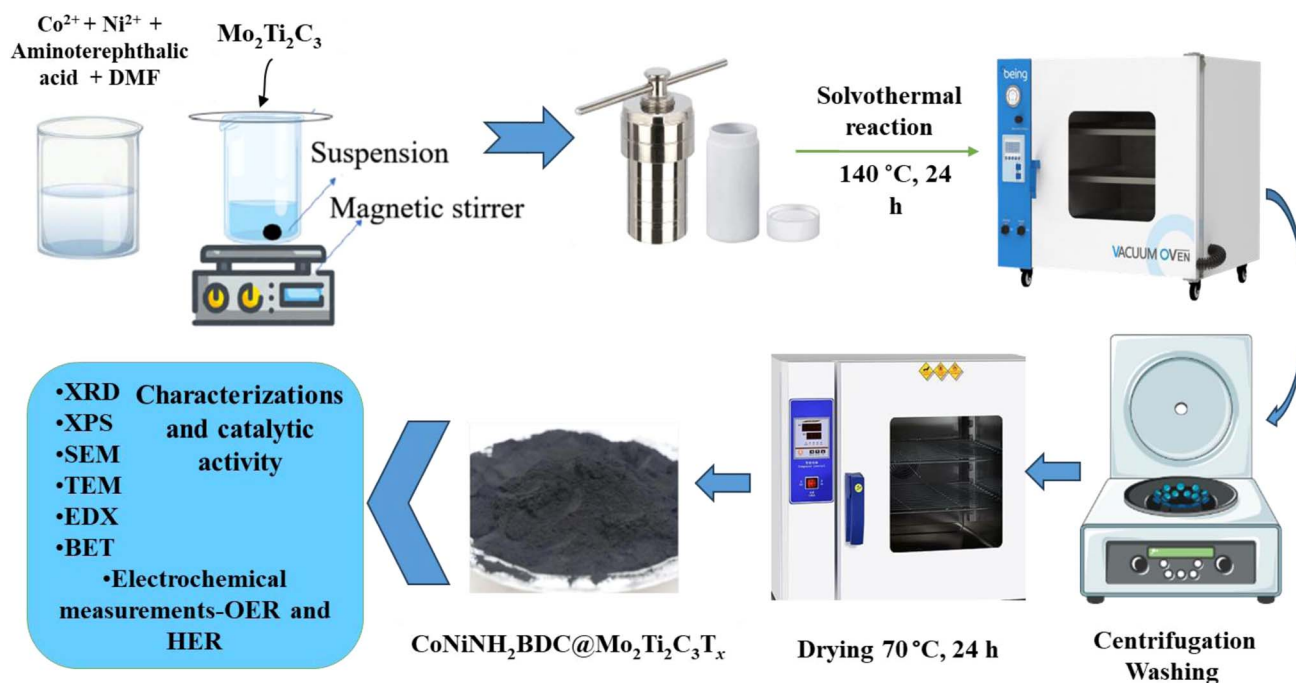 Co²⁺ + Ni²⁺ +
Aminoterephthalic
acid + DMF
Mo₂Ti₂C₃
Suspension
Magnetic stirrer
Solvothermal
reaction
140 °C, 24
h
being
VACUUM OVEN
•XRD
•XPS
•SEM
•TEM
•EDX
•BET
Characterizations
and catalytic
activity
•Electrochemical
measurements-OER and
HER
CoNiNH₂BDC@Mo₂Ti₂C₃Tₓ
Drying 70 °C, 24 h
Centrifugation
Washing